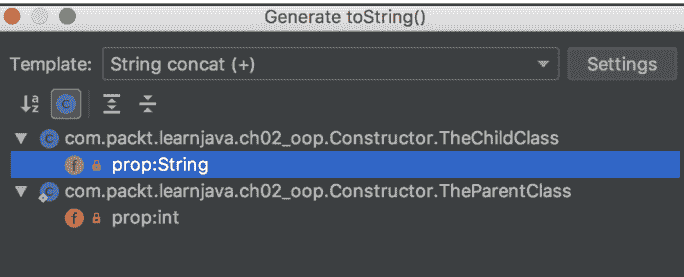 Generate toString()
Template: String concat (+) Settings
com.packt.learnjava.ch02_oop.Constructor.TheChildClass
prop:String
com.packt.learnjava.ch02_oop.Constructor.TheParentClass
prop:int